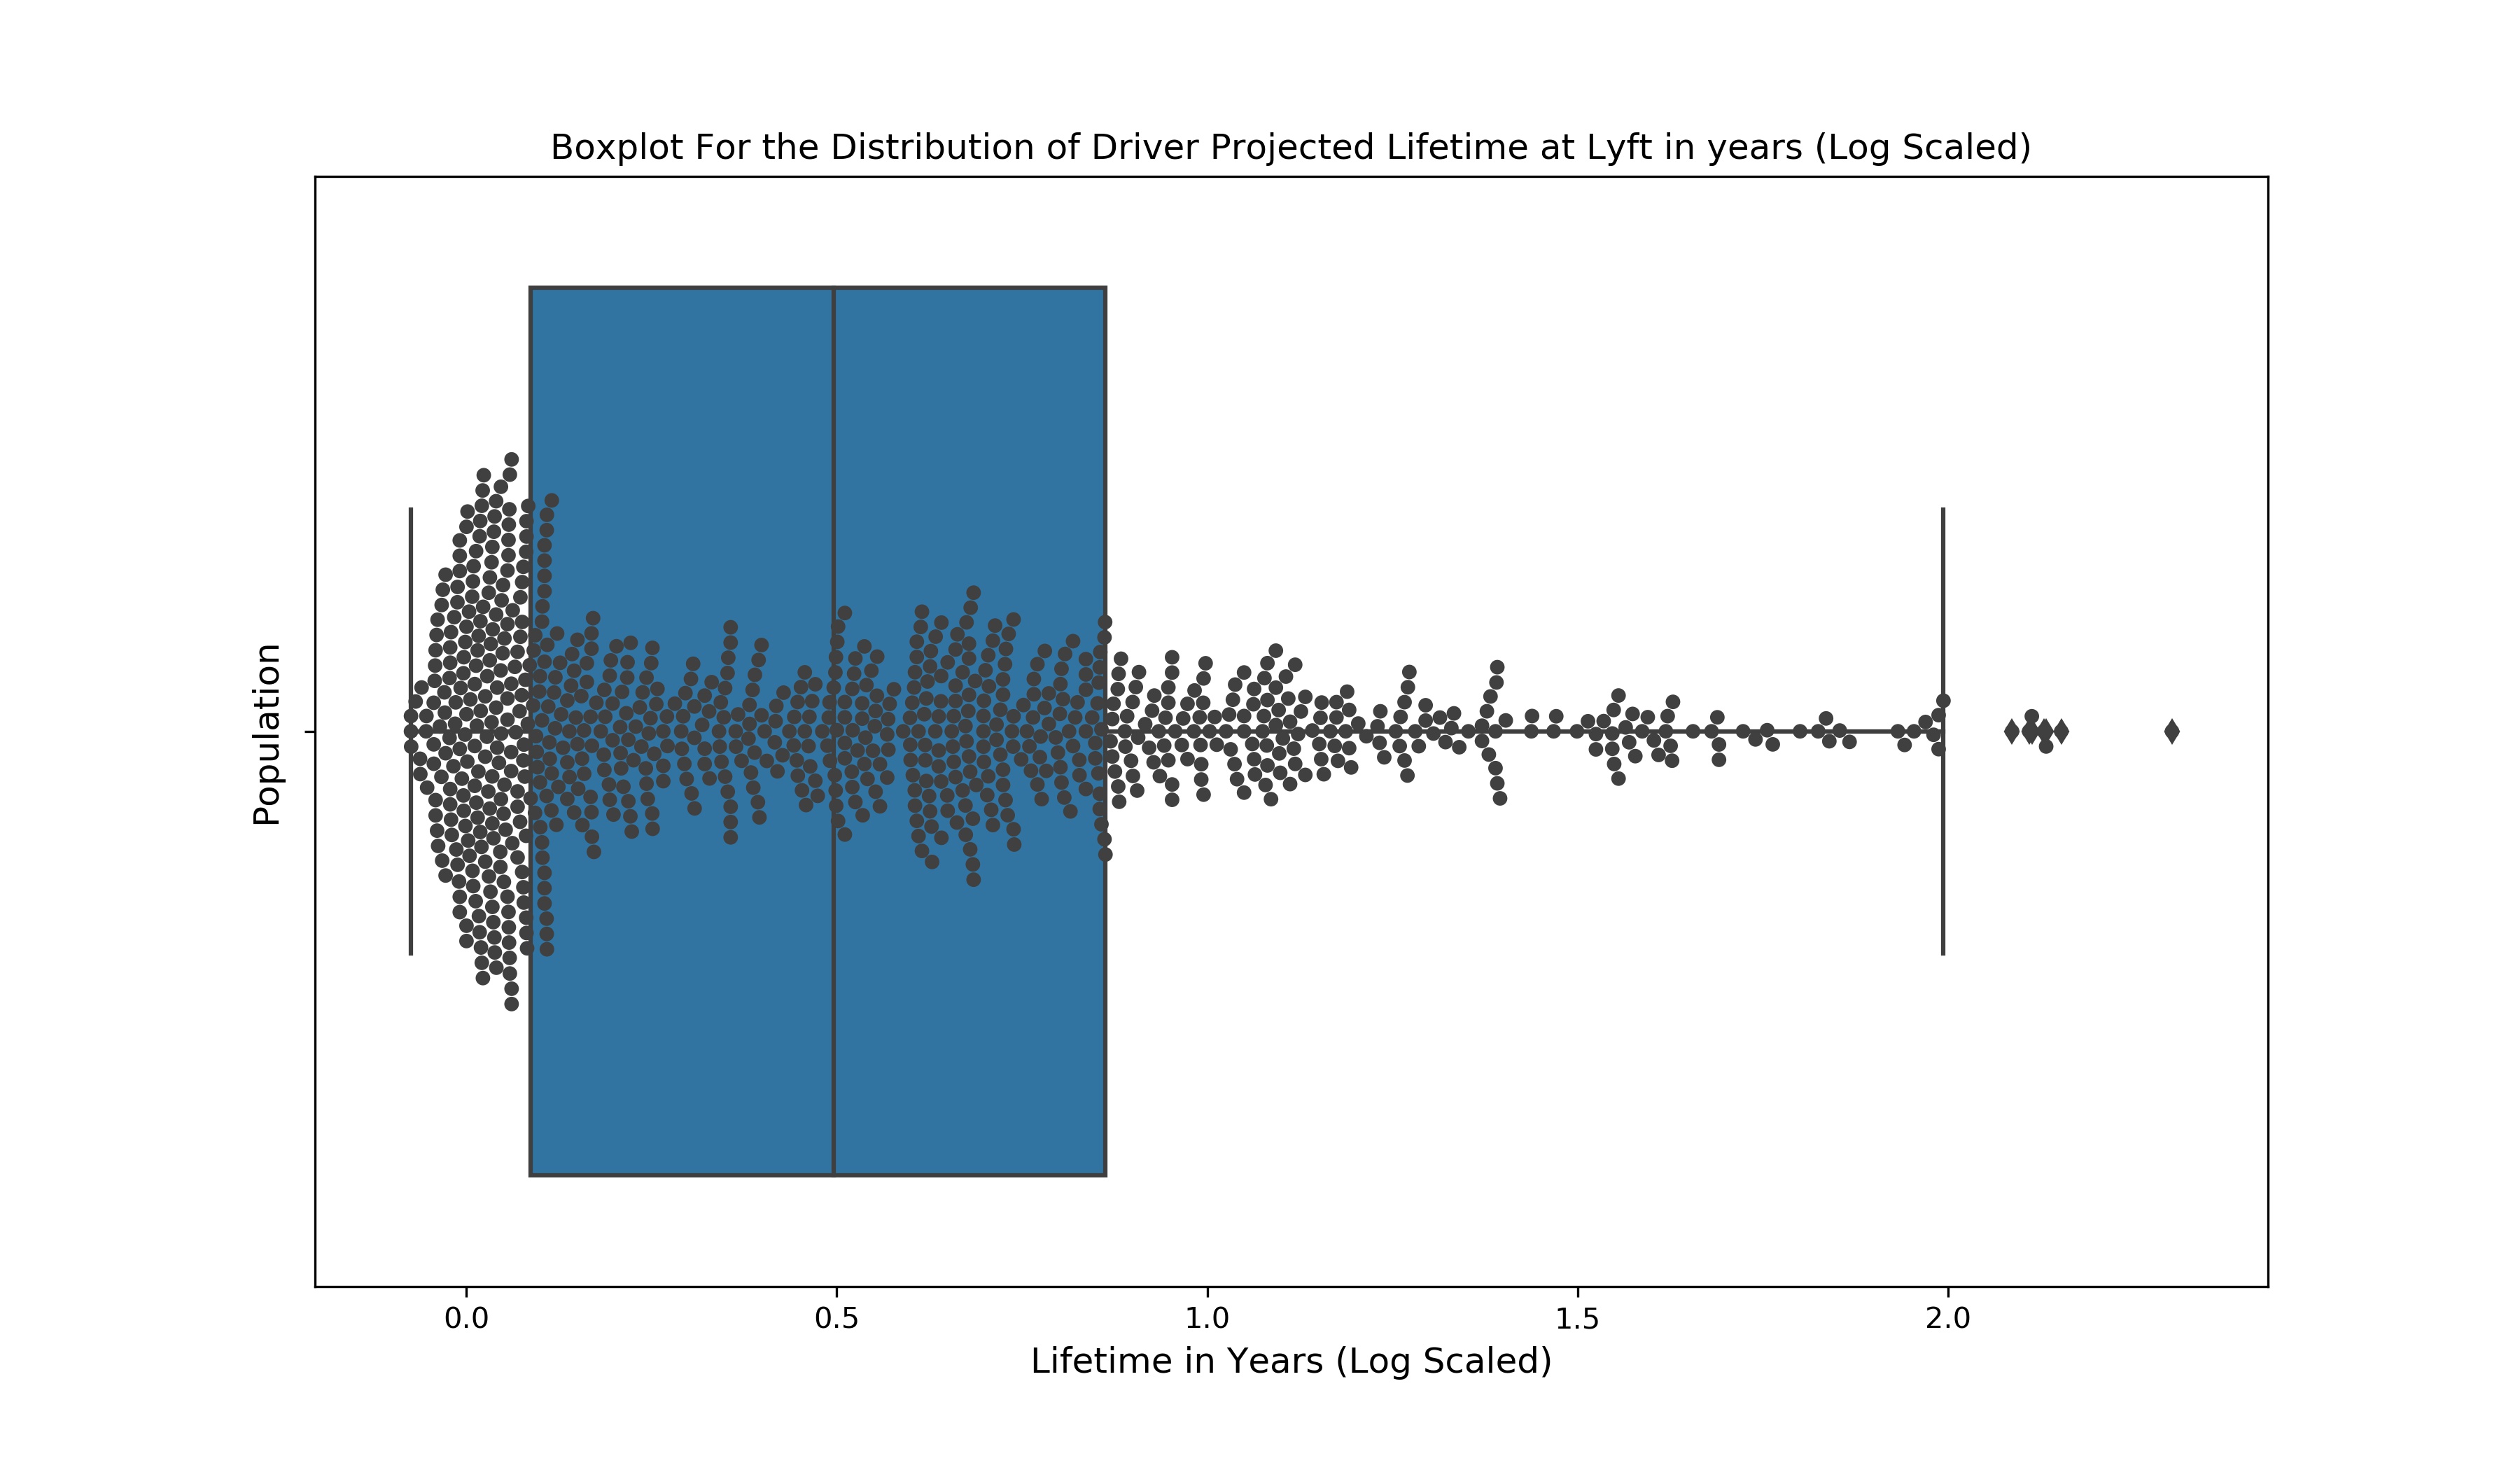 Boxplot For the Distribution of Driver Projected Lifetime at Lyft in years (Log Scaled)
Population
0.0 0.5 1.0 1.5 2.0
Lifetime in Years (Log Scaled)